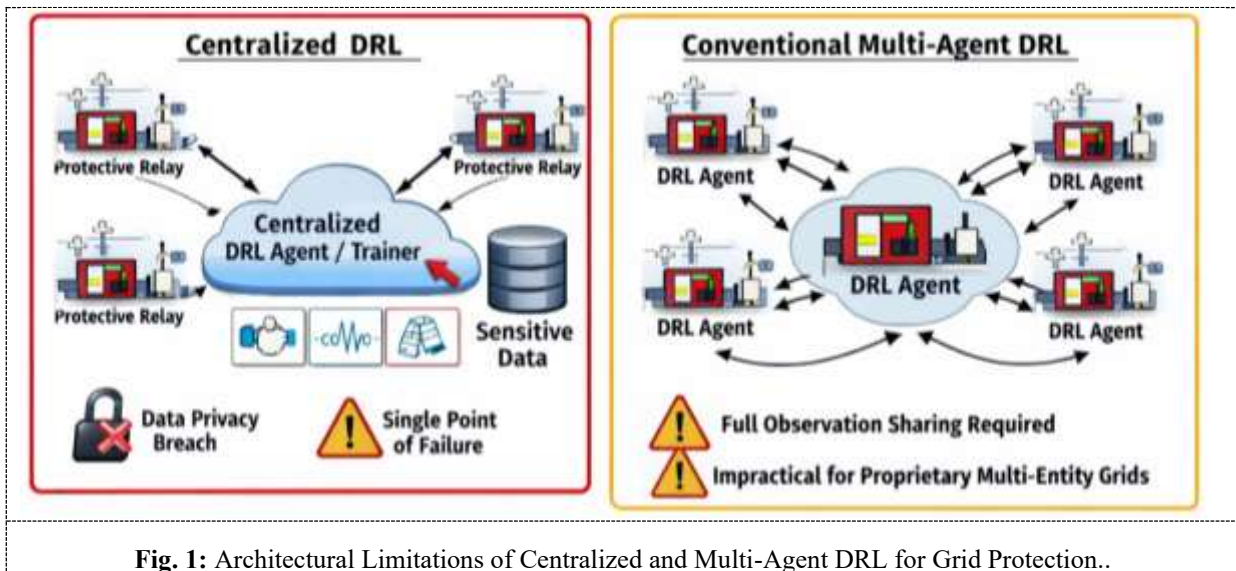 Centralized DRL
Protective Relay
Protective Relay
Centralized
DRL Agent / Trainer
Protective Relay
Sensitive
Data
Data Privacy
Breach
Single Point
of Failure
Conventional Multi-Agent DRL
DRL Agent
DRL Agent
DRL Agent
DRL Agent
DRL Agent
Full Observation Sharing Required
Impractical for Proprietary Multi-Entity Grids
Fig. 1: Architectural Limitations of Centralized and Multi-Agent DRL for Grid Protection..